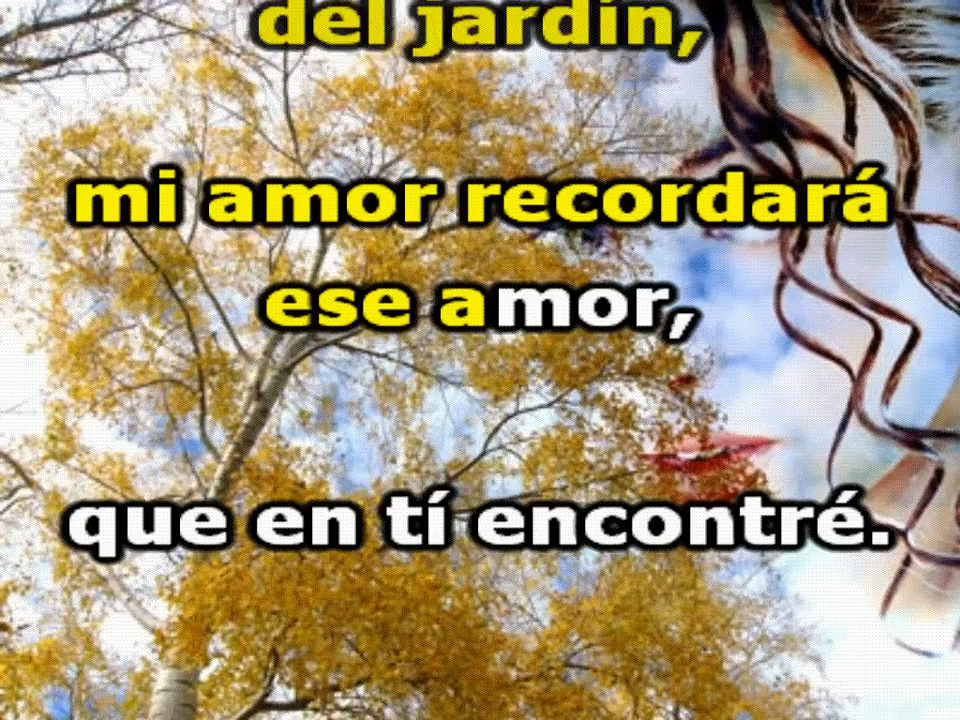 del jardín,
mi amor recordará
ese amor,
que en tí encontré.